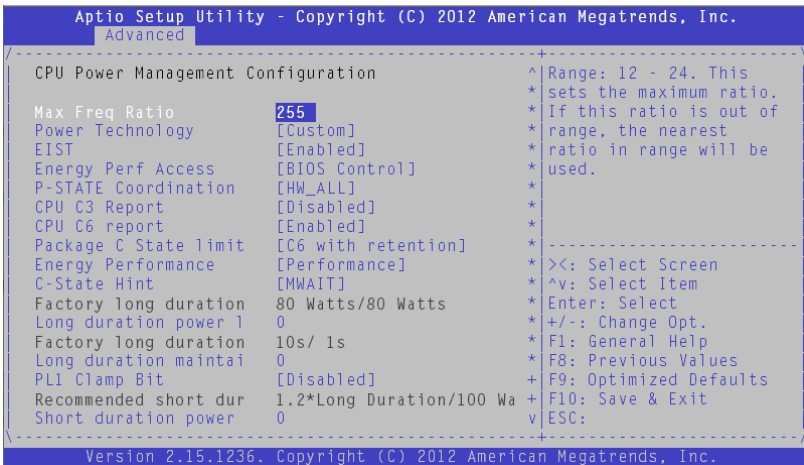 Aptio Setup Utility - Copyright (C) 2012 American Megatrends, Inc.
Advanced
CPU Power Management Configuration
Max Freq Ratio 255
Power Technology [Custom]
EIST [Enabled]
Energy Perf Access [BIOS Control]
P-STATE Coordination [HW_ALL]
CPU C3 Report [Disabled]
CPU C6 report [Enabled]
Package C State limit [C6 with retention]
Energy Performance [Performance]
C-State Hint [MWAIT]
Factory long duration 80 Watts/80 Watts
Long duration power l 0
Factory long duration 10s/ 1s
Long duration maintai 0
PL1 Clamp Bit [Disabled]
Recommended short dur 1.2*Long Duration/100 Wa
Short duration power 0
Range: 12 - 24. This
sets the maximum ratio.
If this ratio is out of
range, the nearest
ratio in range will be
used.
><: Select Screen
^v: Select Item
Enter: Select
+/-: Change Opt.
F1: General Help
F8: Previous Values
F9: Optimized Defaults
F10: Save & Exit
ESC:
Version 2.15.1236. Copyright (C) 2012 American Megatrends, Inc.